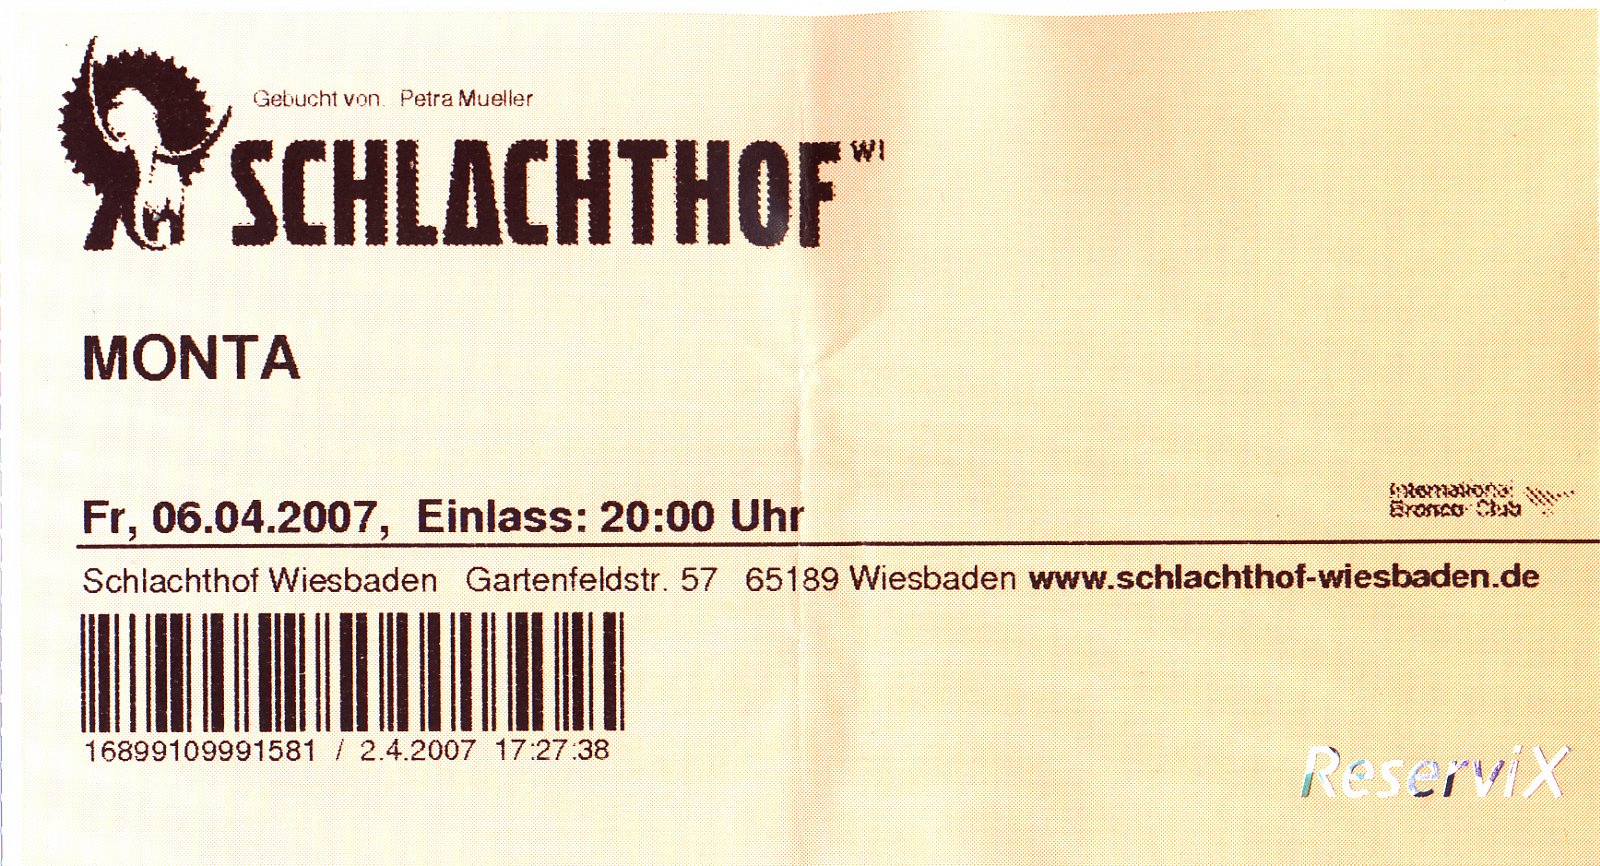 Gebucht von: Petra Mueller
SCHLACHTHOF WI
MONTA
International
Bronco Club
Fr, 06.04.2007, Einlass: 20:00 Uhr
Schlachthof Wiesbaden Gartenfeldstr. 57 65189 Wiesbaden www.schlachthof-wiesbaden.de
16899109991581 / 2.4.2007 17:27:38
ReserviX